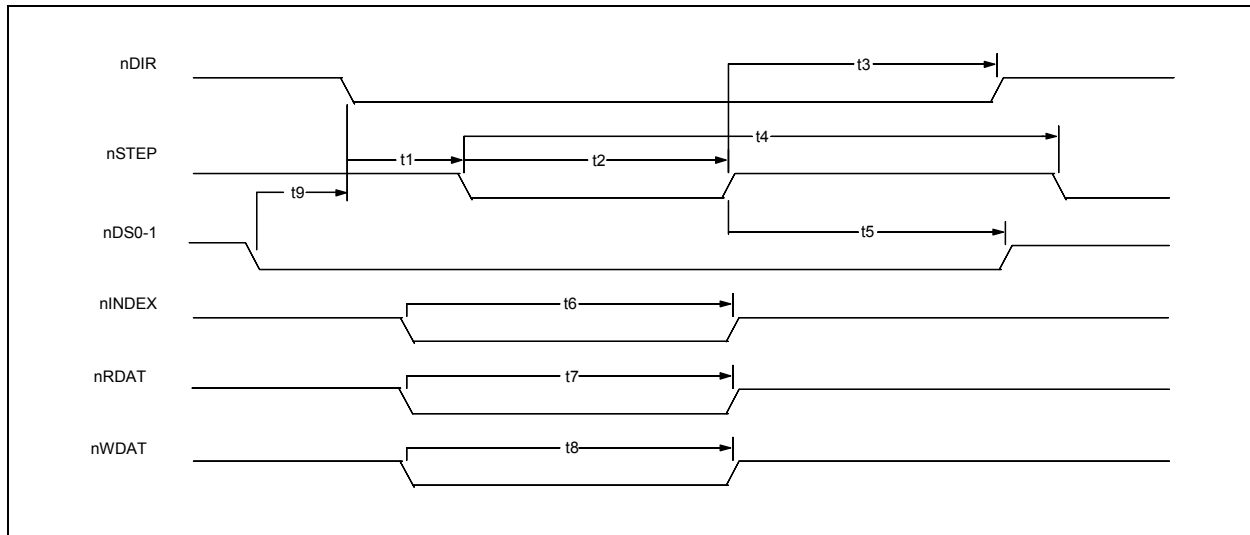 nDIR
t3
t4
nSTEP
t1
t2
t9
nDS0-1
t5
nINDEX
t6
nRDAT
t7
nWDAT
t8